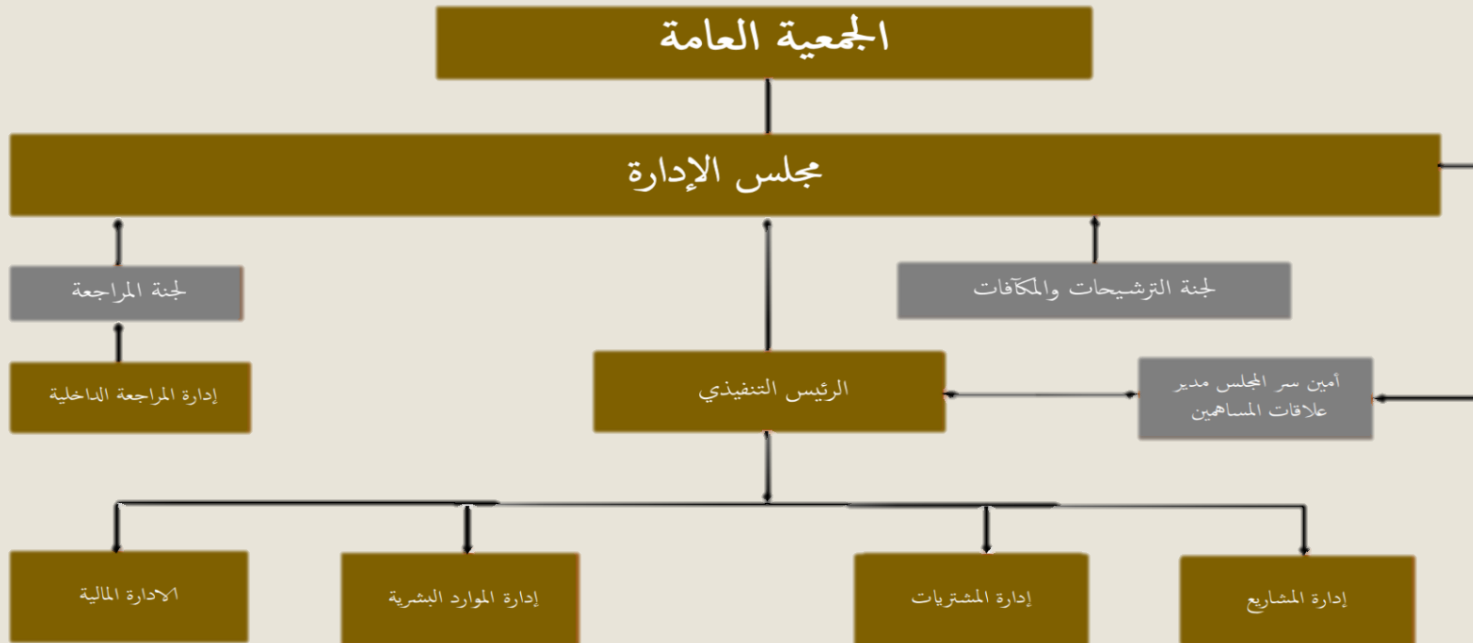 الجمعية العامة
مجلس الإدارة
لجنة الترشيحات والمكآفات
لجنة المراجعة
أمين سر المجلس مدير
علاقات المساهمين
الرئيس التنفيذي
إدارة المراجعة الداخلية
إدارة المشاريع
إدارة المشتريات
إدارة الموارد البشرية
الادارة المالية